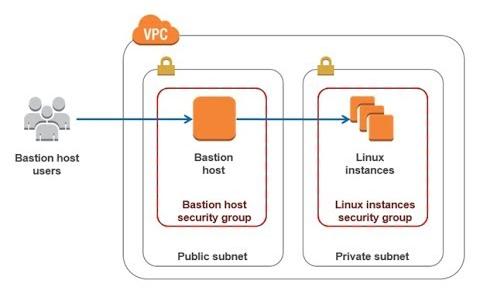 VPC
Bastion host
users
Bastion
host
Linux
instances
Bastion host
security group
Linux instances
security group
Public subnet
Private subnet